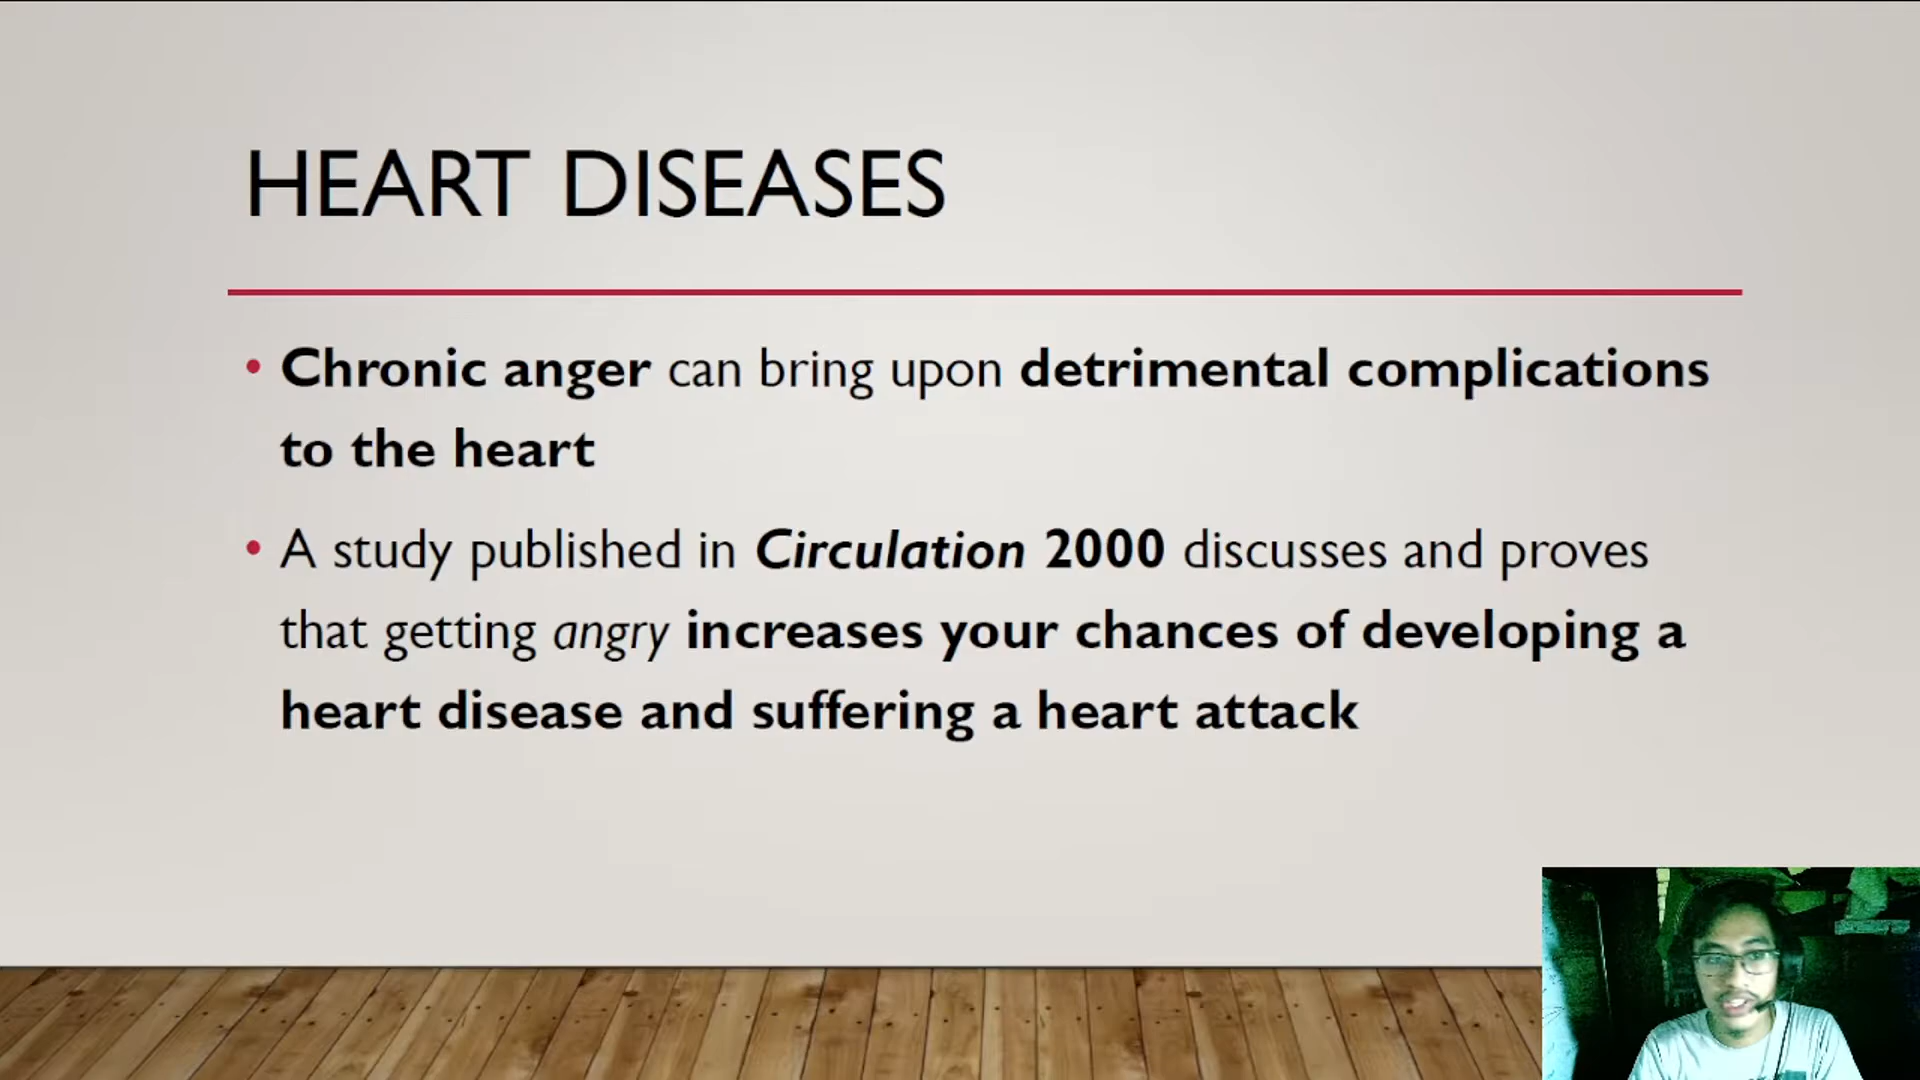 HEART DISEASES
• Chronic anger can bring upon detrimental complications
to the heart
• A study published in Circulation 2000 discusses and proves
that getting angry increases your chances of developing a
heart disease and suffering a heart attack